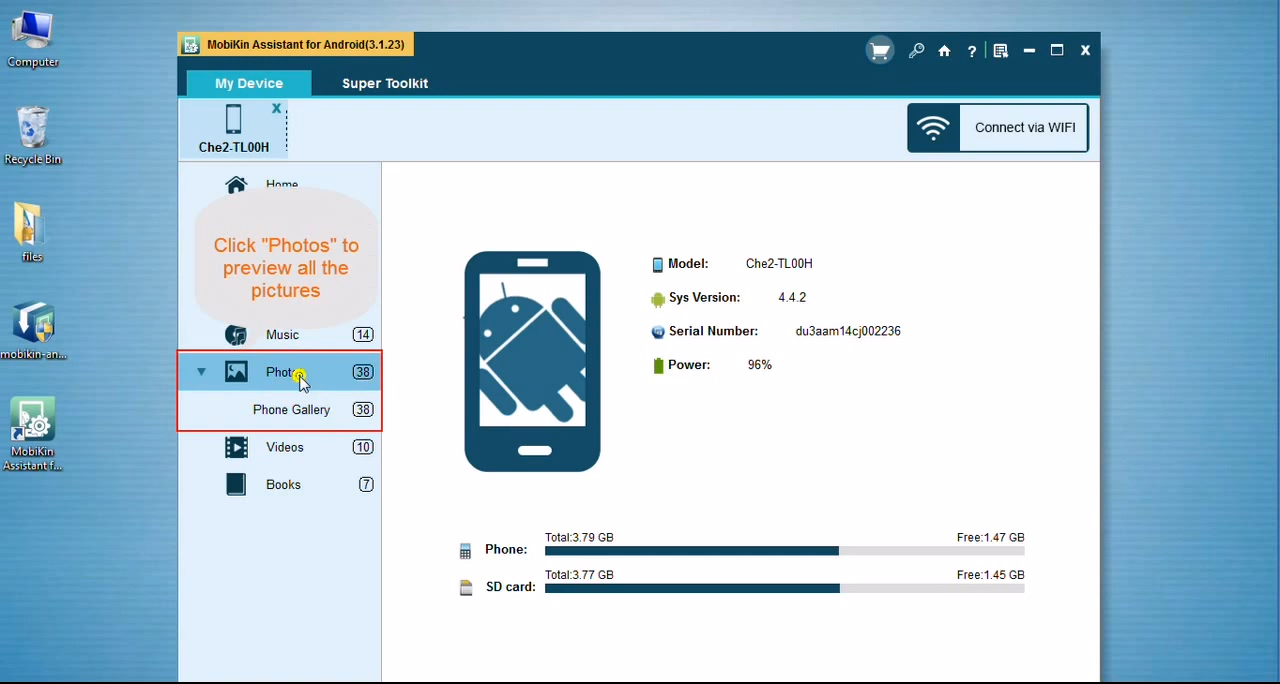 Computer
Recycle Bin
files
mobikin-an...
MobiKin
Assistant f...
MobiKin Assistant for Android(3.1.23)
?
X
My Device
Super Toolkit
X
Che2-TL00H
Connect via WIFI
Home
Click "Photos" to
preview all the
pictures
Music 14
Photos 38
Phone Gallery 38
Videos 10
Books 7
Model: Che2-TL00H
Sys Version: 4.4.2
Serial Number: du3aam14cj002236
Power: 96%
Total:3.79 GB Free:1.47 GB
Phone:
Total:3.77 GB Free:1.45 GB
SD card: